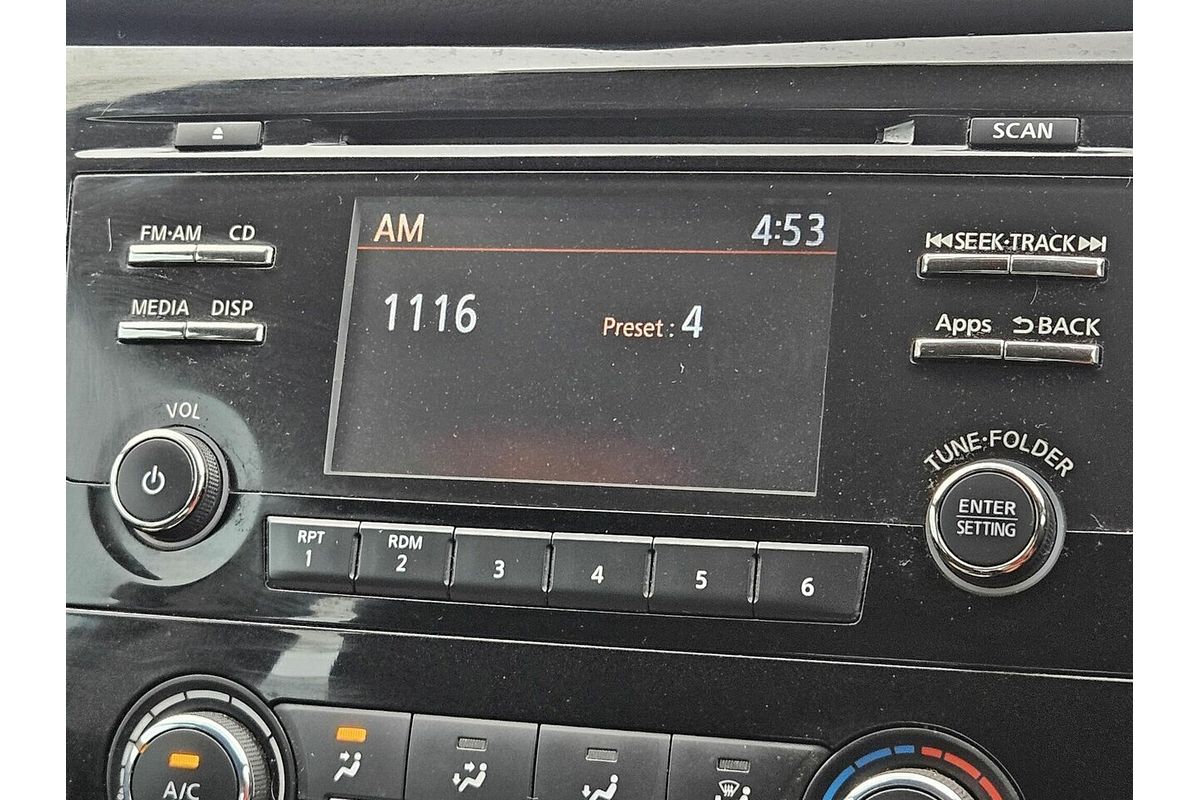 SCAN
FM·AM CD
AM 4:53
SEEK·TRACK
MEDIA DISP
1116 Preset : 4
Apps BACK
VOL
TUNE·FOLDER
ENTER
SETTING
RPT
1
RDM
2
3
4
5
6
A/C